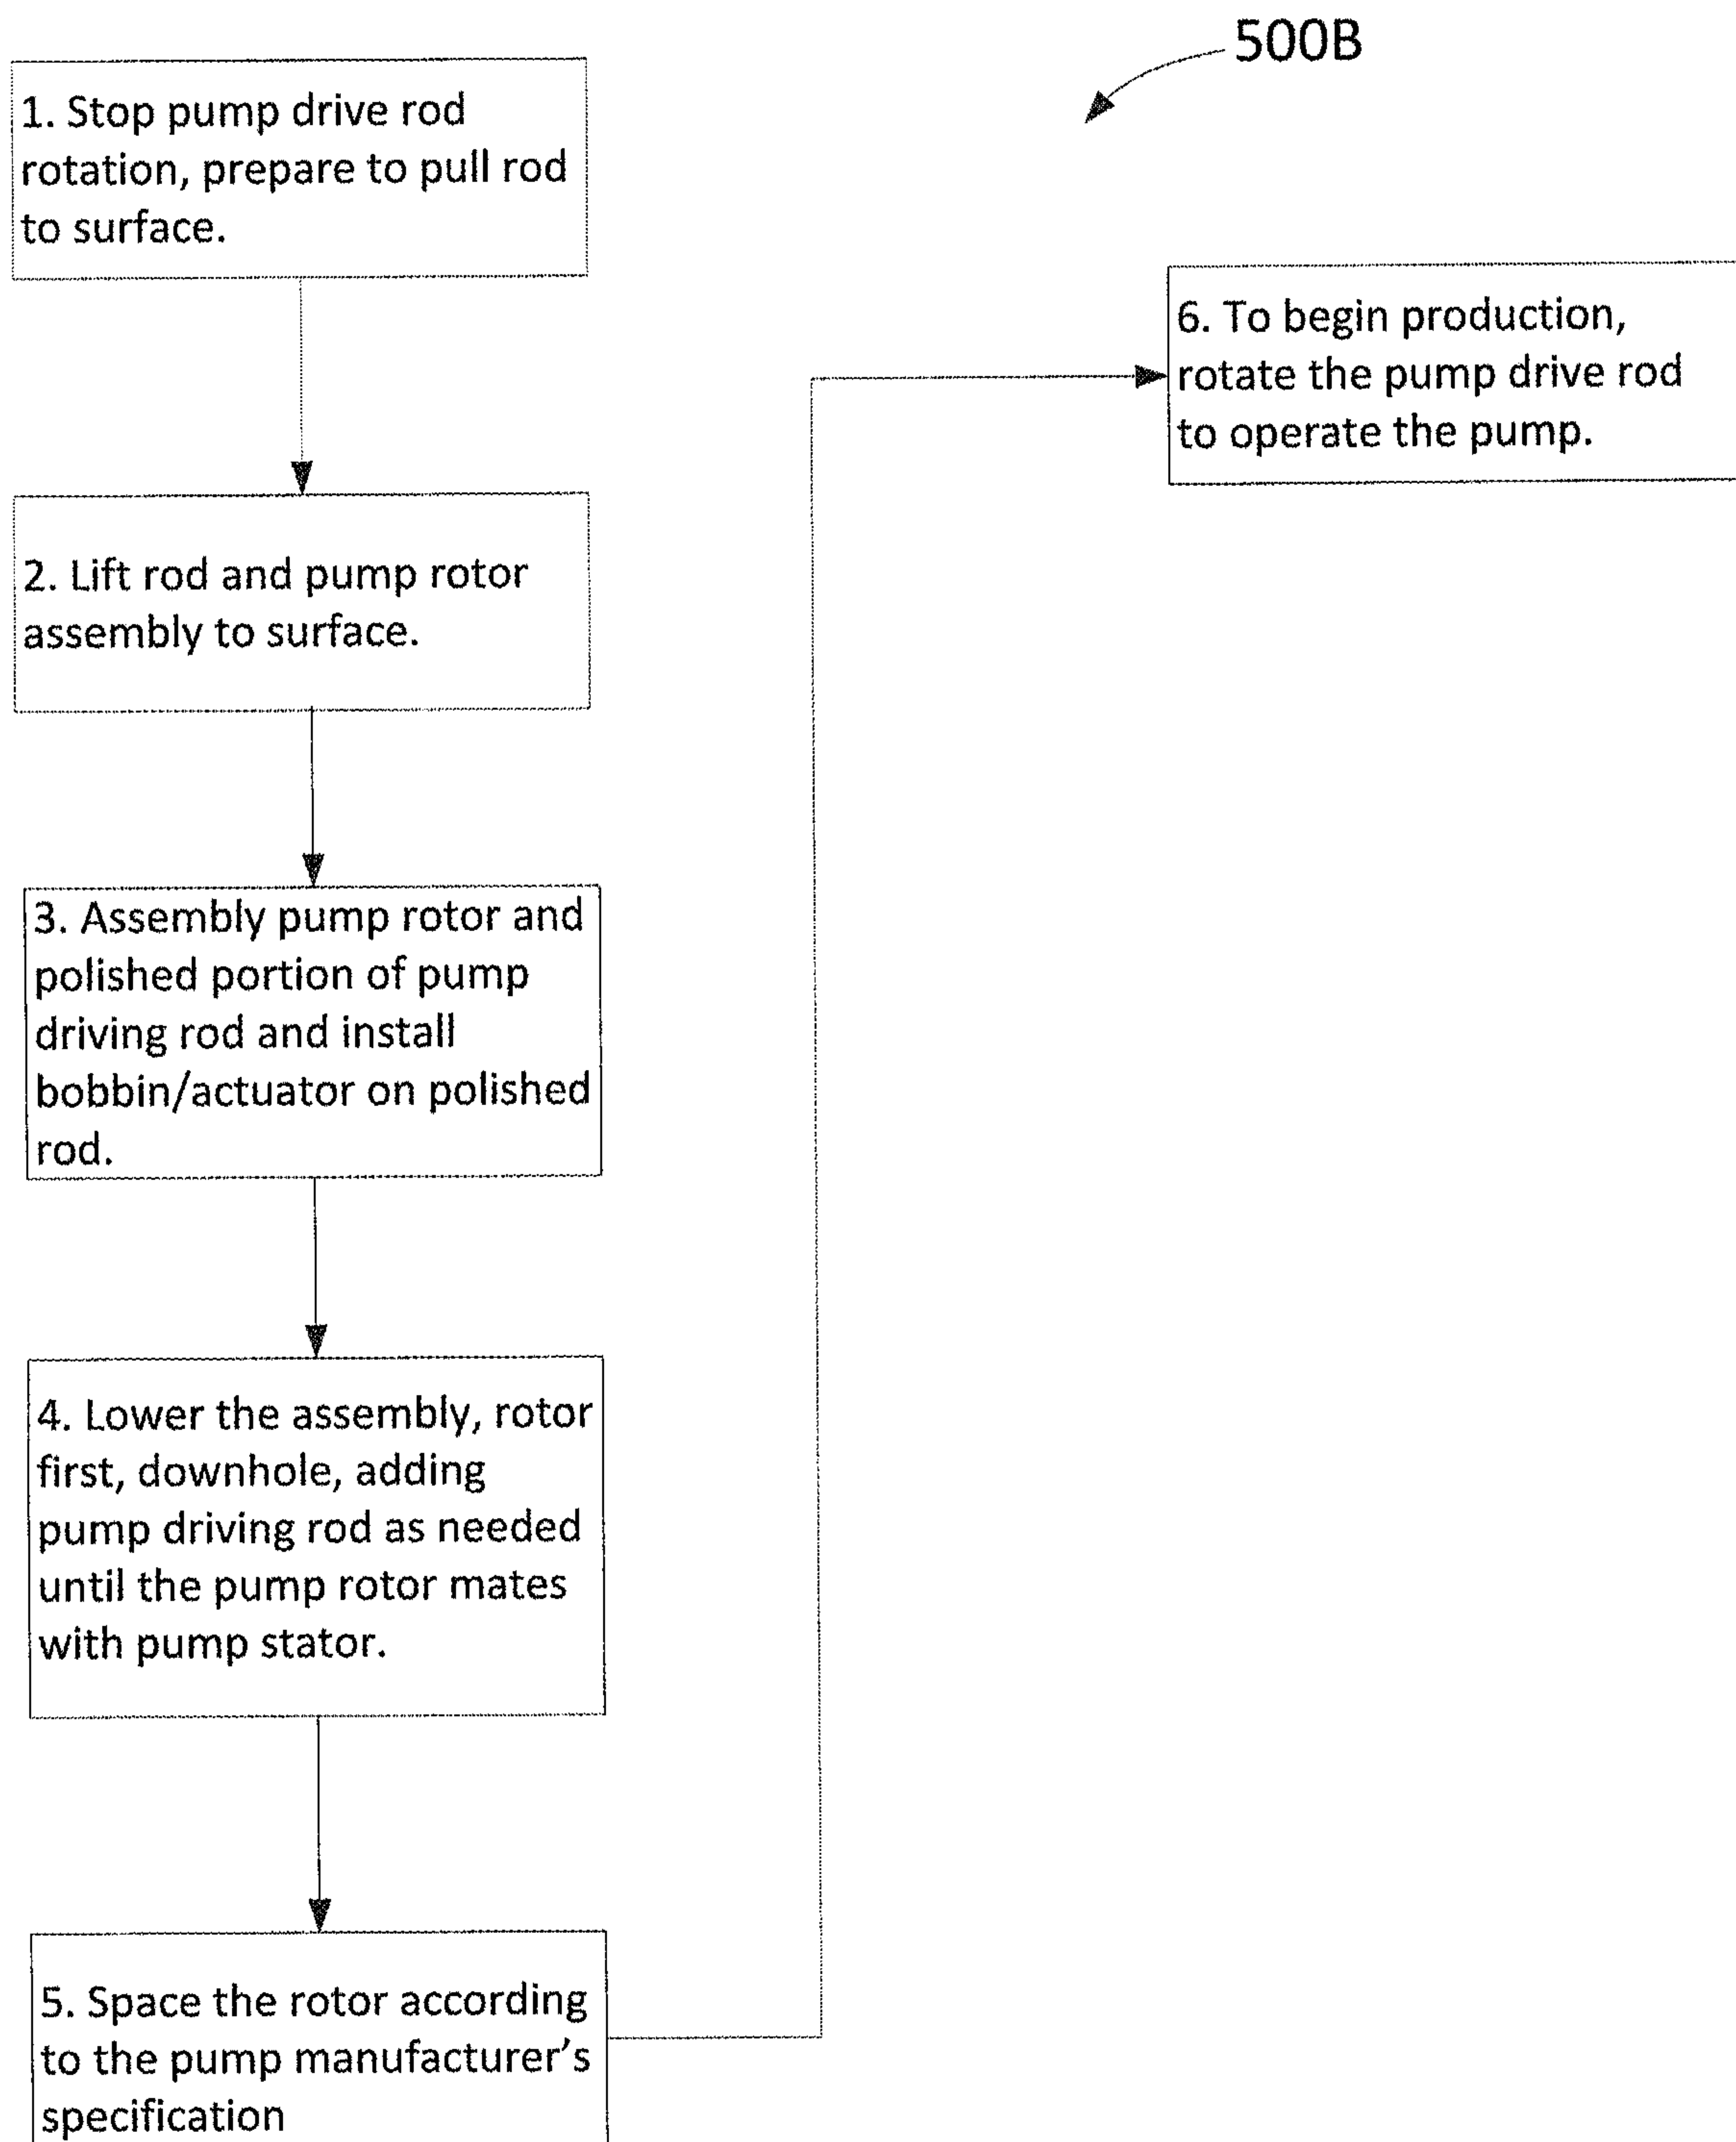 500B
1. Stop pump drive rod
rotation, prepare to pull rod
to surface.
2. Lift rod and pump rotor
assembly to surface.
3. Assembly pump rotor and
polished portion of pump
driving rod and install
bobbin/actuator on polished
rod.
4. Lower the assembly, rotor
first, downhole, adding
pump driving rod as needed
until the pump rotor mates
with pump stator.
5. Space the rotor according
to the pump manufacturer’s
specification
6. To begin production,
rotate the pump drive rod
to operate the pump.